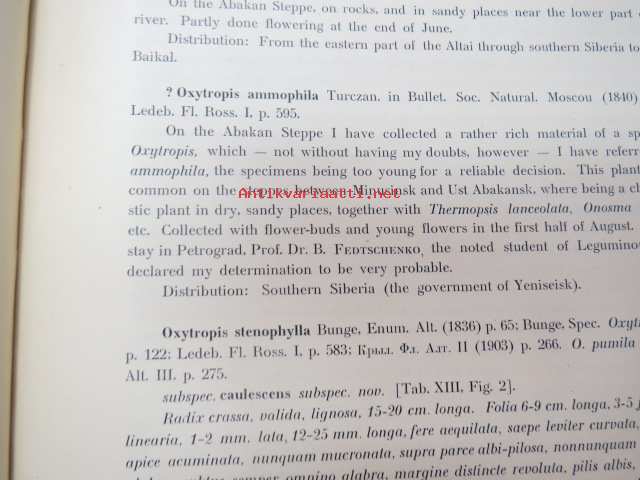 On the Abakan Steppe, on rocks, and in sandy places near the lower part
river. Partly done flowering at the end of June.
Distribution: From the eastern part of the Altai through southern Siberia to
Baikal.
? Oxytropis ammophila Turczan. in Bullet. Soc. Natural. Moscou (1840)
Ledeb. Fl. Ross. I, p. 595.
On the Abakan Steppe I have collected a rather rich material of a sp
Oxytropis, which — not without having my doubts, however — I have referr
ammophila, the specimens being too young for a reliable decision. This plant
common on the steppes between Minusinsk and Ust Abakansk, where being a ch
Antikvariaatti.net
stic plant in dry, sandy places, together with Thermopsis lanceolata, Onosma
etc. Collected with flower-buds and young flowers in the first half of August.
stay in Petrograd, Prof. Dr. B. FEDTSCHENKO, the noted student of Legumino
declared my determination to be very probable.
Distribution: Southern Siberia (the government of Yeniseisk).
Oxytropis stenophylla Bunge, Enum. Alt. (1836) p. 65; Bunge, Spec. Oxyt
p. 122; Ledeb. Fl. Ross. I, p. 583; Крыл. Фл. Алт. II (1903) p. 266. O. pumila
Alt. III. p. 275.
subspec. caulescens subspec. nov. [Tab. XIII, Fig. 2].
Radix crassa, valida, lignosa, 15-20 cm. longa. Folia 6-9 cm. longa, 3-5 j
linearia, 1-2 mm. lata, 12-25 mm. longa, fere aequilata, saepe leviter curvata,
apice acuminata, nunquam mucronata, supra parce albi-pilosa, nonnunquam
semper omnino glabra, margine distincte revoluta, pilis albis,